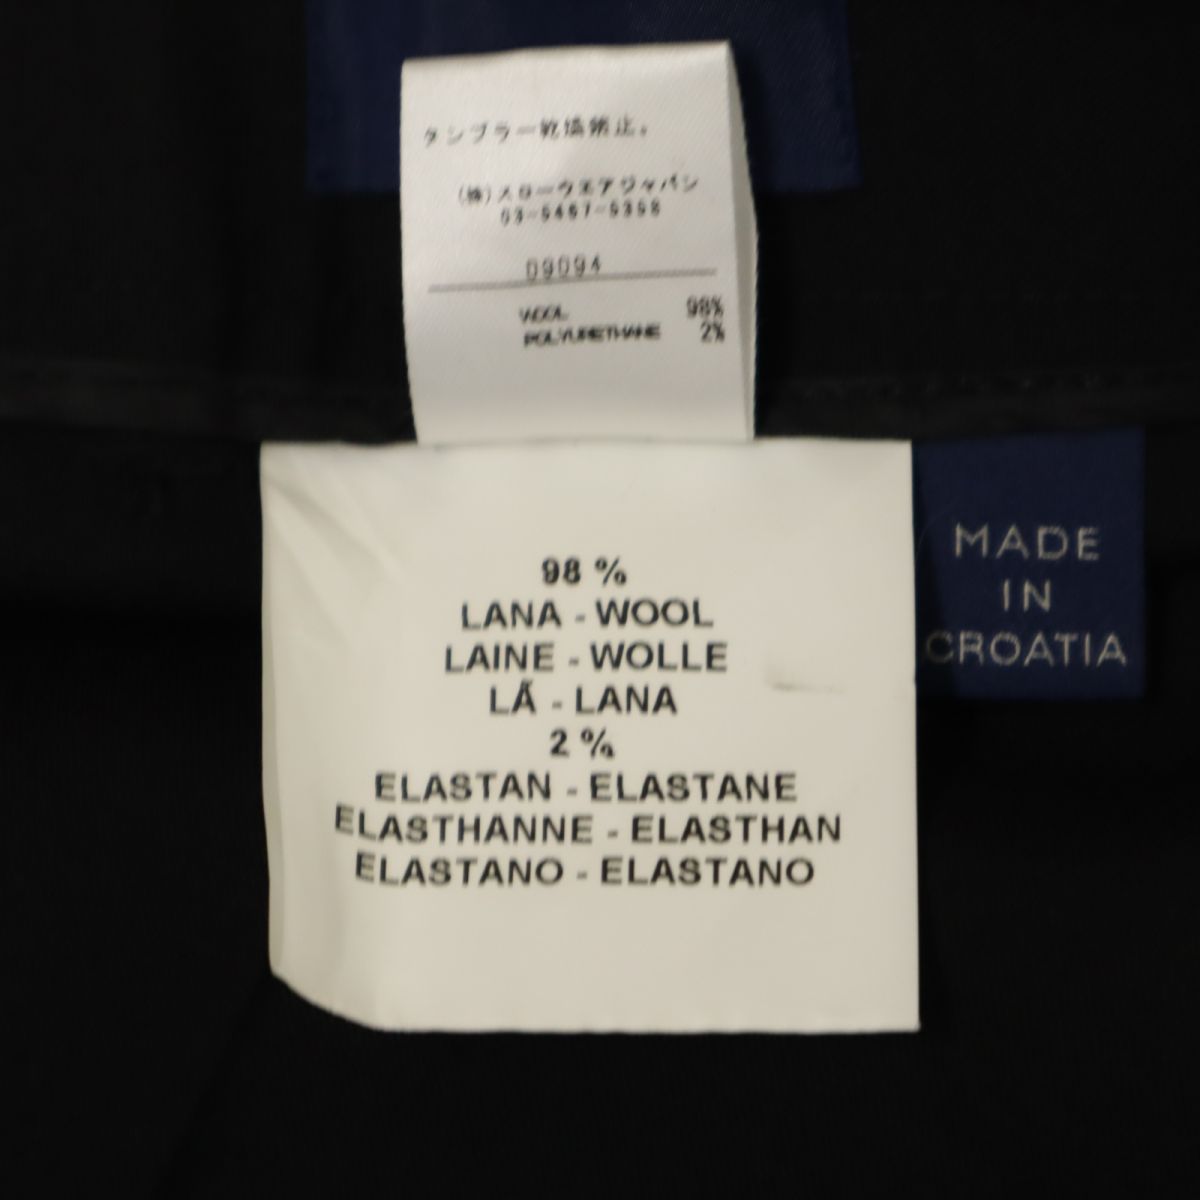 タンブラー乾燥禁止。
(株)スローウエアジャパン
03-5467-5358
09094
WOOL 98%
POLYURETHANE 2%
98 %
LANA - WOOL
LAINE - WOLLE
LÃ - LANA
2 %
ELASTAN - ELASTANE
ELASTHANNE - ELASTHAN
ELASTANO - ELASTANO
MADE
IN
CROATIA